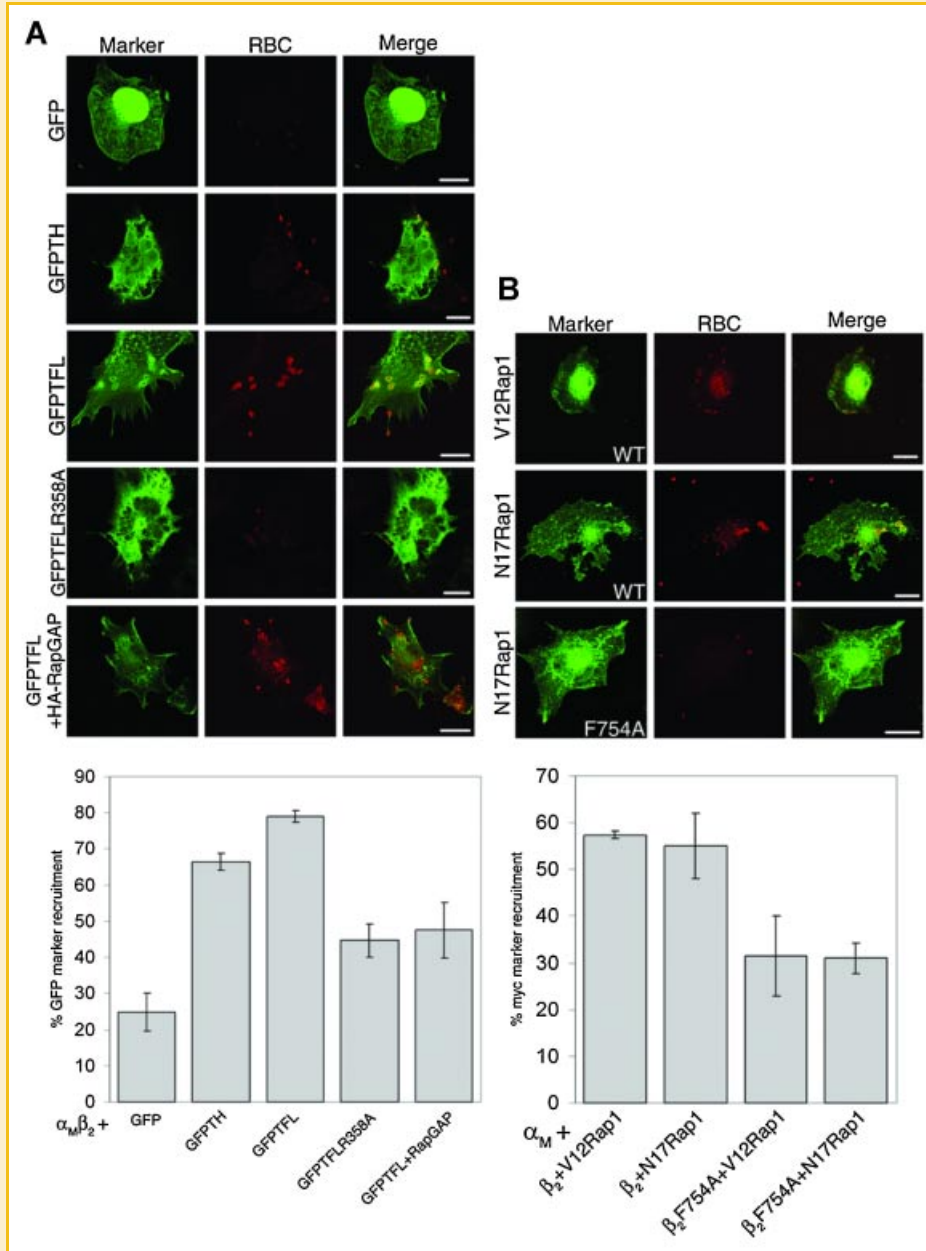 A
Marker RBC Merge
GFP
GFPTH
GFPTFL
GFPTFLR358A
GFPTFL
+HA-RapGAP
B
Marker RBC Merge
V12Rap1
WT
N17Rap1
WT
N17Rap1
F754A
% GFP marker recruitment
90
80
70
60
50
40
30
20
10
0
αMβ2 + GFP GFPTH GFPTFL GFPTFLR358A GFPTFL+RapGAP
% myc marker recruitment
70
60
50
40
30
20
10
0
αM + β2+V12Rap1 β2+N17Rap1 β2F754A+V12Rap1 β2F754A+N17Rap1